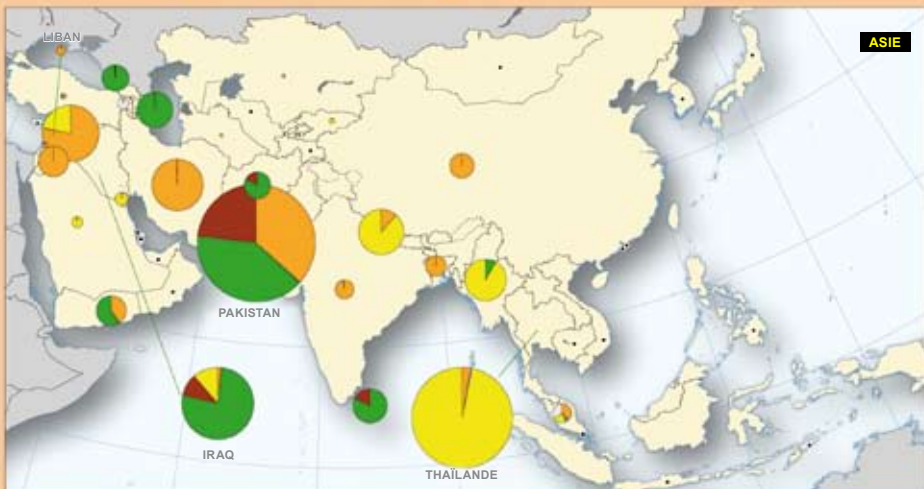 LIBAN
ASIE
PAKISTAN
IRAQ
THAÏLANDE